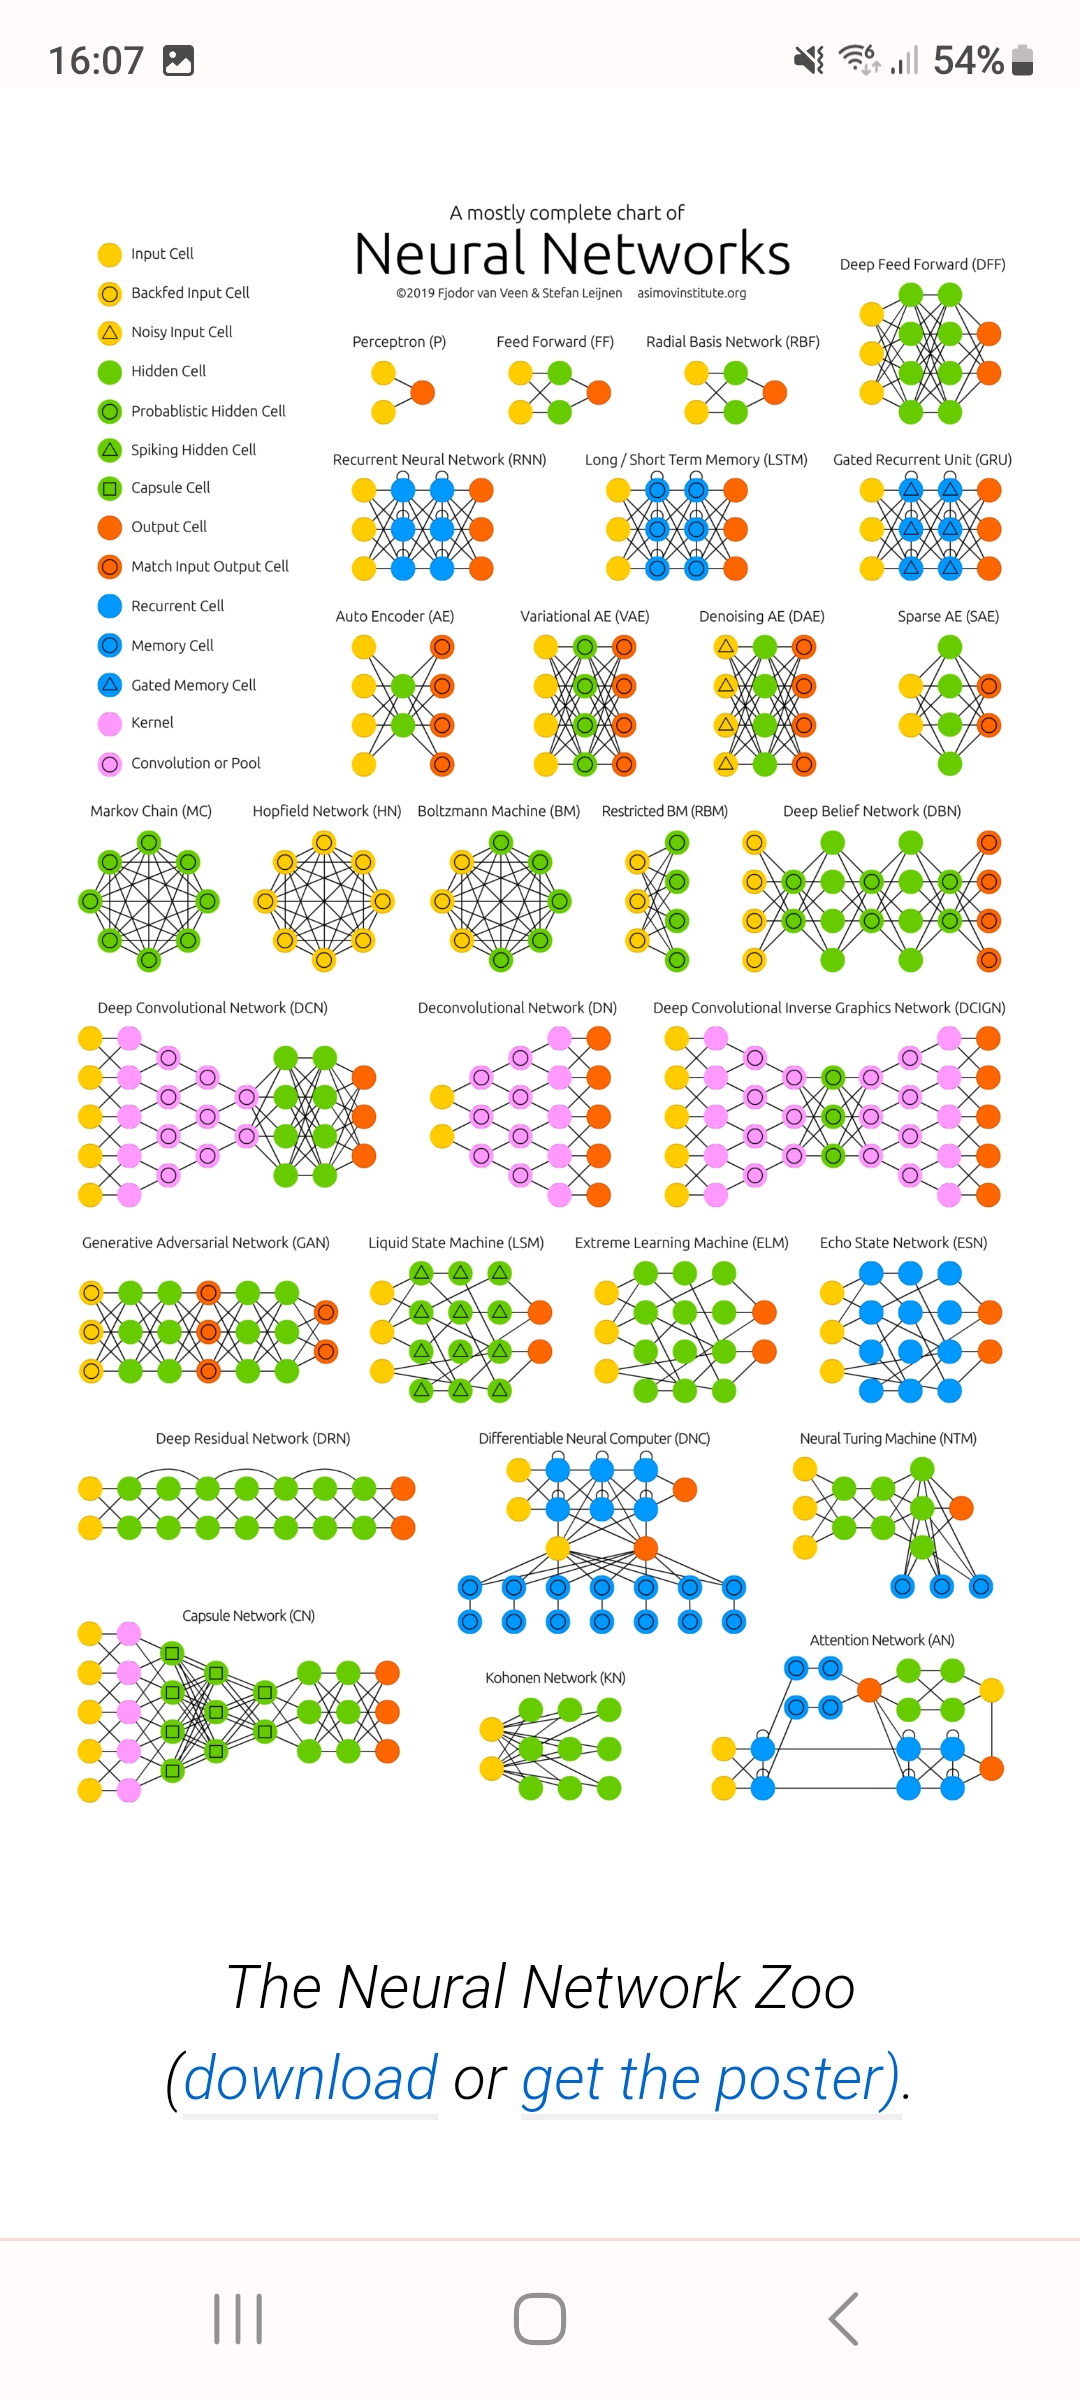 16:07
54%
A mostly complete chart of
Neural Networks
©2019 Fjodor van Veen & Stefan Leijnen asimovinstitute.org
Input Cell
Backfed Input Cell
Noisy Input Cell
Hidden Cell
Probablistic Hidden Cell
Spiking Hidden Cell
Capsule Cell
Output Cell
Match Input Output Cell
Recurrent Cell
Memory Cell
Gated Memory Cell
Kernel
Convolution or Pool
Deep Feed Forward (DFF)
Perceptron (P)
Feed Forward (FF)
Radial Basis Network (RBF)
Recurrent Neural Network (RNN)
Long / Short Term Memory (LSTM)
Gated Recurrent Unit (GRU)
Auto Encoder (AE)
Variational AE (VAE)
Denoising AE (DAE)
Sparse AE (SAE)
Markov Chain (MC)
Hopfield Network (HN)
Boltzmann Machine (BM)
Restricted BM (RBM)
Deep Belief Network (DBN)
Deep Convolutional Network (DCN)
Deconvolutional Network (DN)
Deep Convolutional Inverse Graphics Network (DCIGN)
Generative Adversarial Network (GAN)
Liquid State Machine (LSM)
Extreme Learning Machine (ELM)
Echo State Network (ESN)
Deep Residual Network (DRN)
Differentiable Neural Computer (DNC)
Neural Turing Machine (NTM)
Capsule Network (CN)
Kohonen Network (KN)
Attention Network (AN)
The Neural Network Zoo
(download or get the poster).